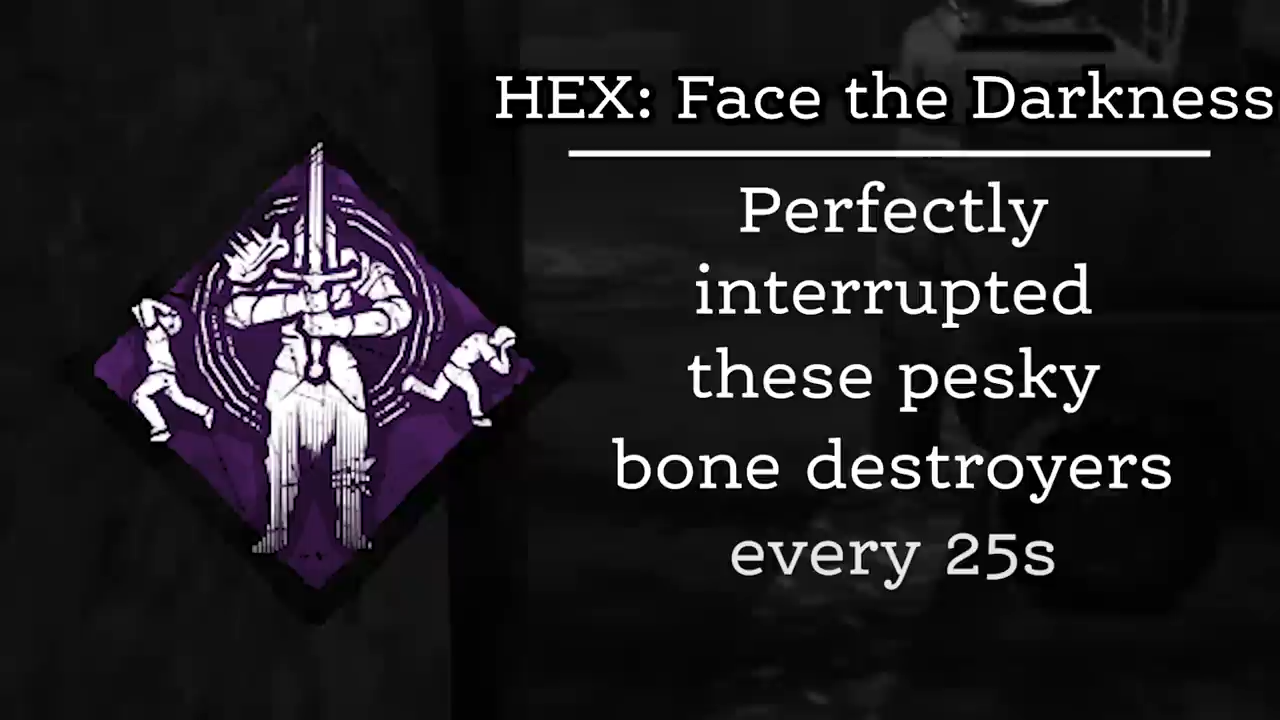 HEX: Face the Darkness
Perfectly
interrupted
these pesky
bone destroyers
every 25s